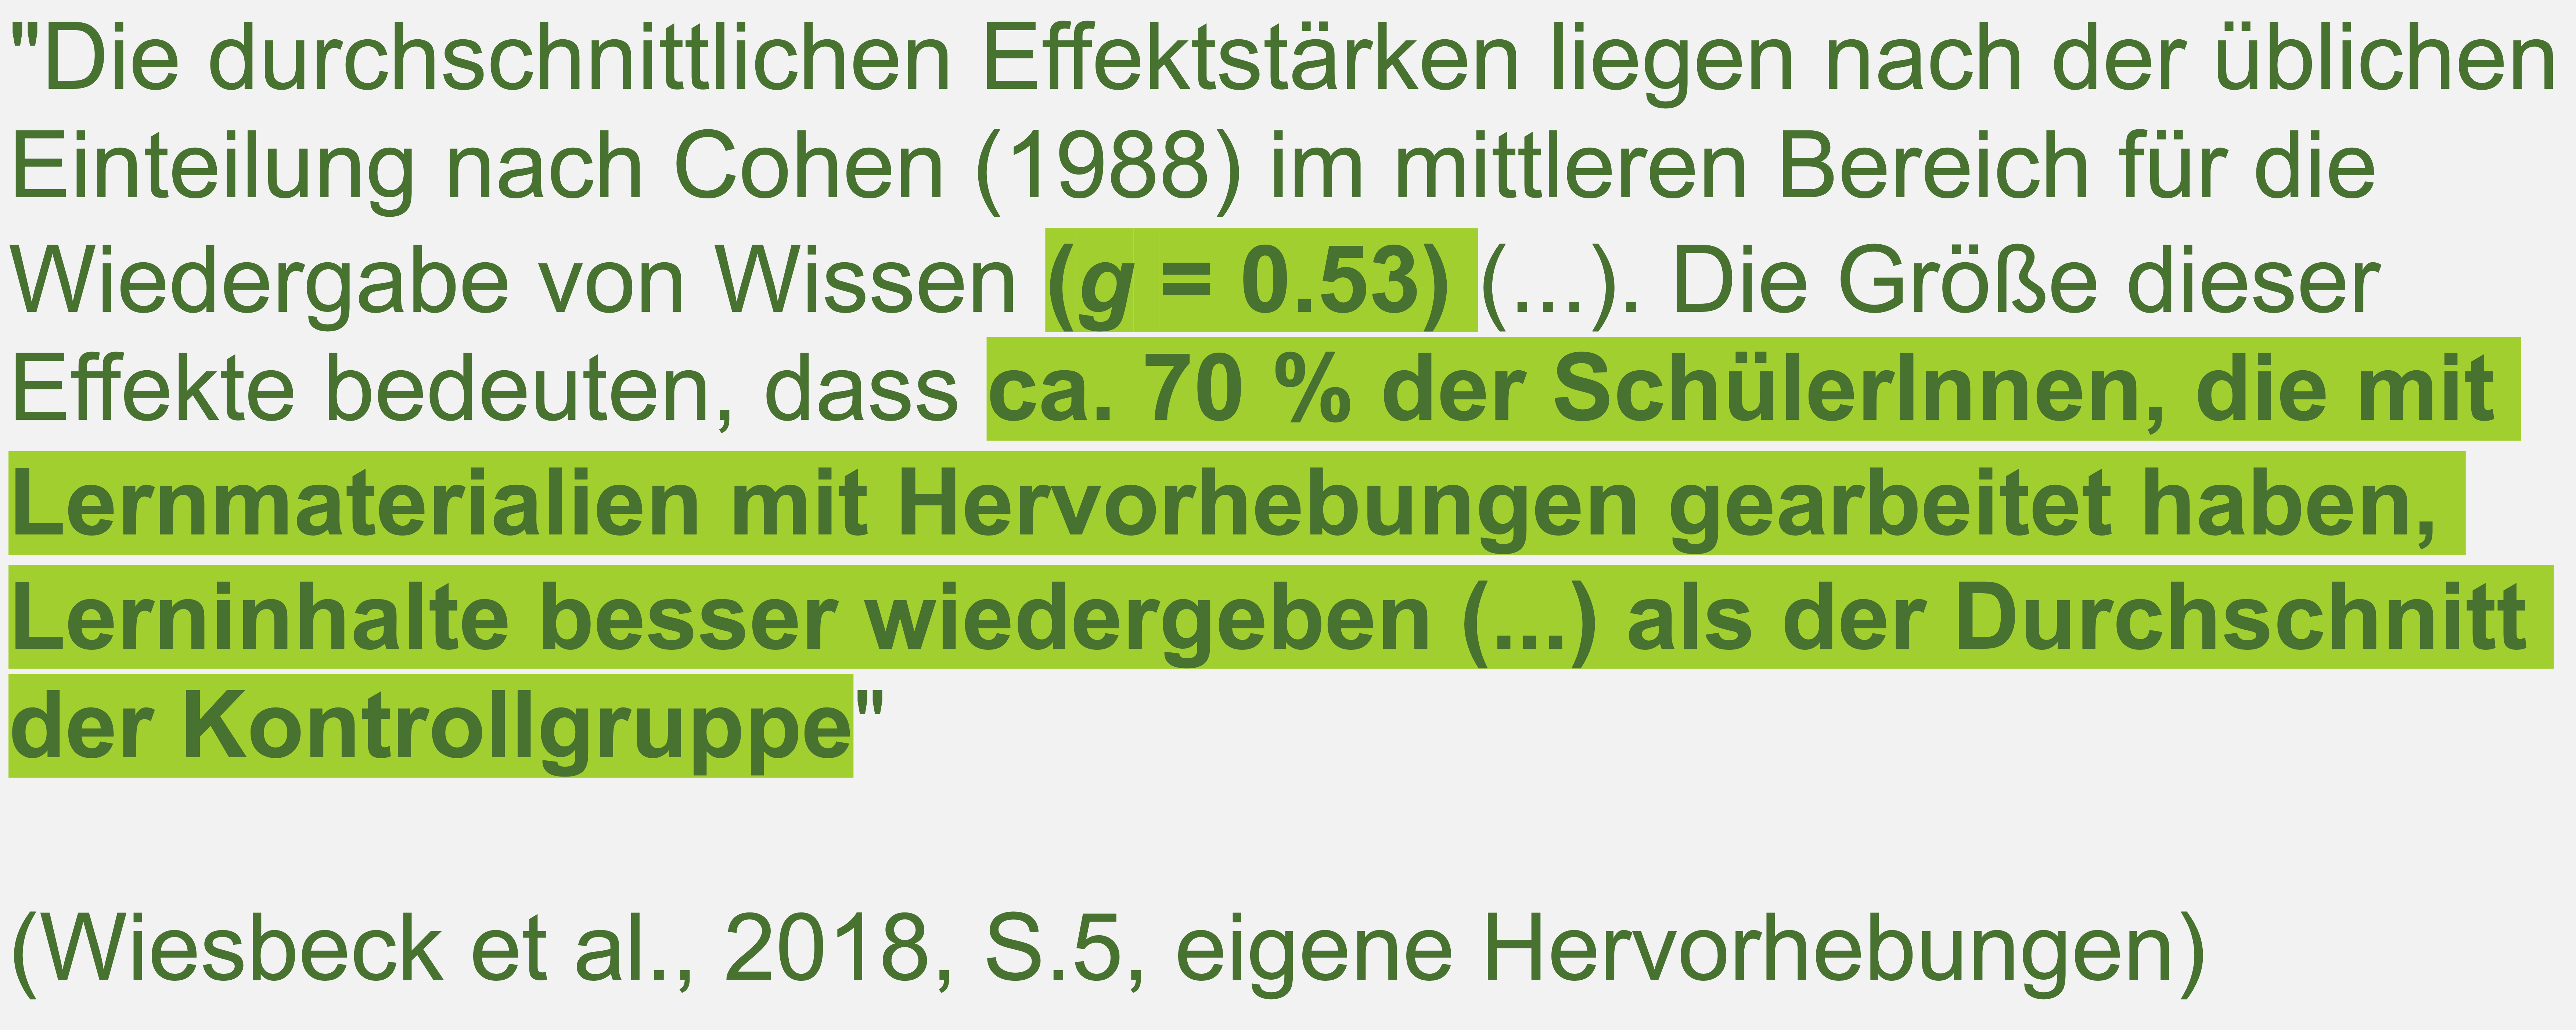 "Die durchschnittlichen Effektstärken liegen nach der üblichen
Einteilung nach Cohen (1988) im mittleren Bereich für die
Wiedergabe von Wissen (g = 0.53) (...). Die Größe dieser
Effekte bedeuten, dass ca. 70 % der SchülerInnen, die mit
Lernmaterialien mit Hervorhebungen gearbeitet haben,
Lerninhalte besser wiedergeben (...) als der Durchschnitt
der Kontrollgruppe"
(Wiesbeck et al., 2018, S.5, eigene Hervorhebungen)